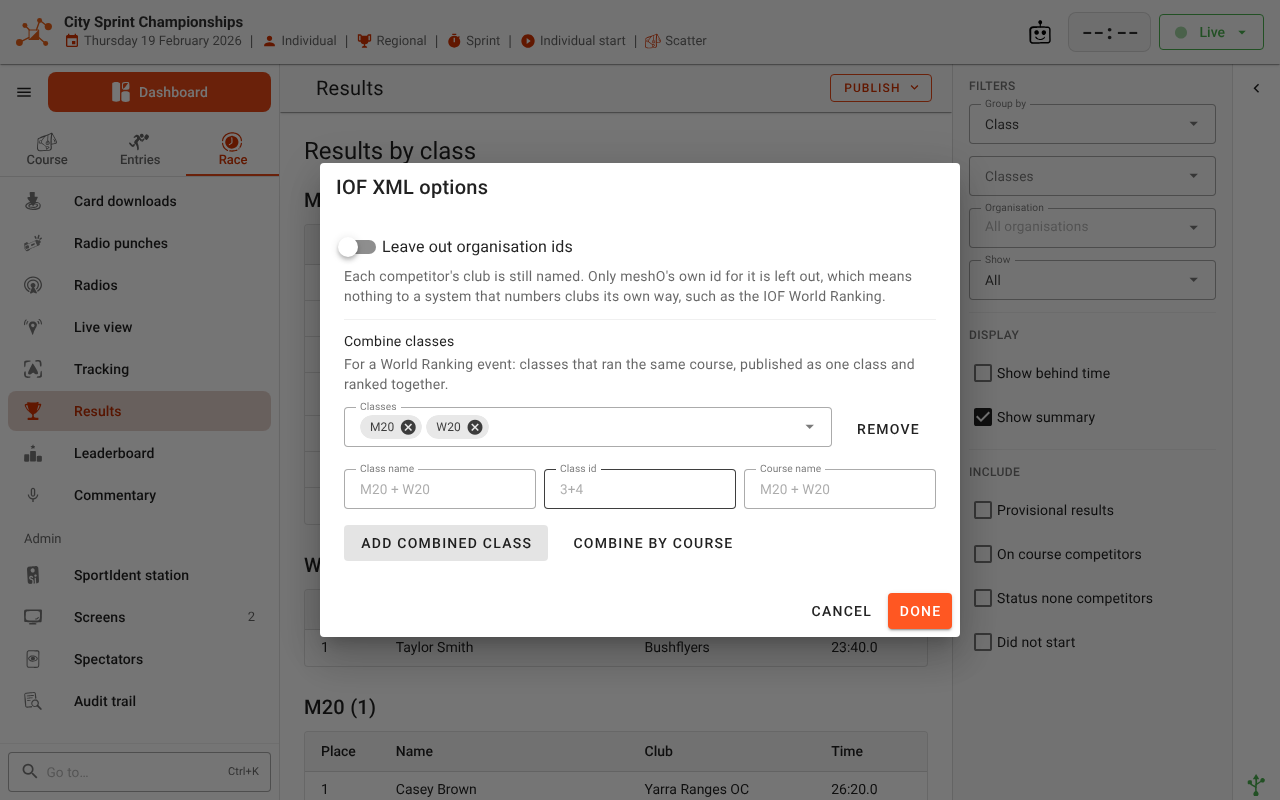 City Sprint Championships
Thursday 19 February 2026 | Individual | Regional | Sprint | Individual start | Scatter
--:--
Live
Dashboard
Course
Entries
Race
Card downloads
Radio punches
Radios
Live view
Tracking
Results
Leaderboard
Commentary
Admin
SportIdent station
Screens 2
Spectators
Audit trail
Go to... Ctrl+K
Results
PUBLISH
Results by class
M
IOF XML options
Leave out organisation ids
Each competitor's club is still named. Only meshO's own id for it is left out, which means
nothing to a system that numbers clubs its own way, such as the IOF World Ranking.
Combine classes
For a World Ranking event: classes that ran the same course, published as one class and
ranked together.
Classes
M20 W20
REMOVE
Class name
M20 + W20
Class id
3+4
Course name
M20 + W20
ADD COMBINED CLASS
COMBINE BY COURSE
CANCEL
DONE
W
1 Taylor Smith Bushflyers 23:40.0
M20 (1)
Place Name Club Time
1 Casey Brown Yarra Ranges OC 26:20.0
FILTERS
Group by
Class
Classes
Organisation
All organisations
Show
All
DISPLAY
Show behind time
Show summary
INCLUDE
Provisional results
On course competitors
Status none competitors
Did not start